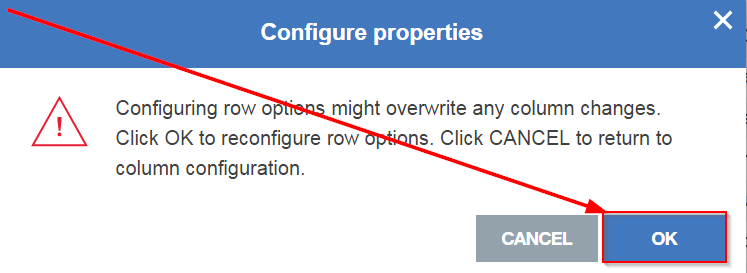 Configure properties
Configuring row options might overwrite any column changes.
Click OK to reconfigure row options. Click CANCEL to return to
column configuration.
CANCEL
OK